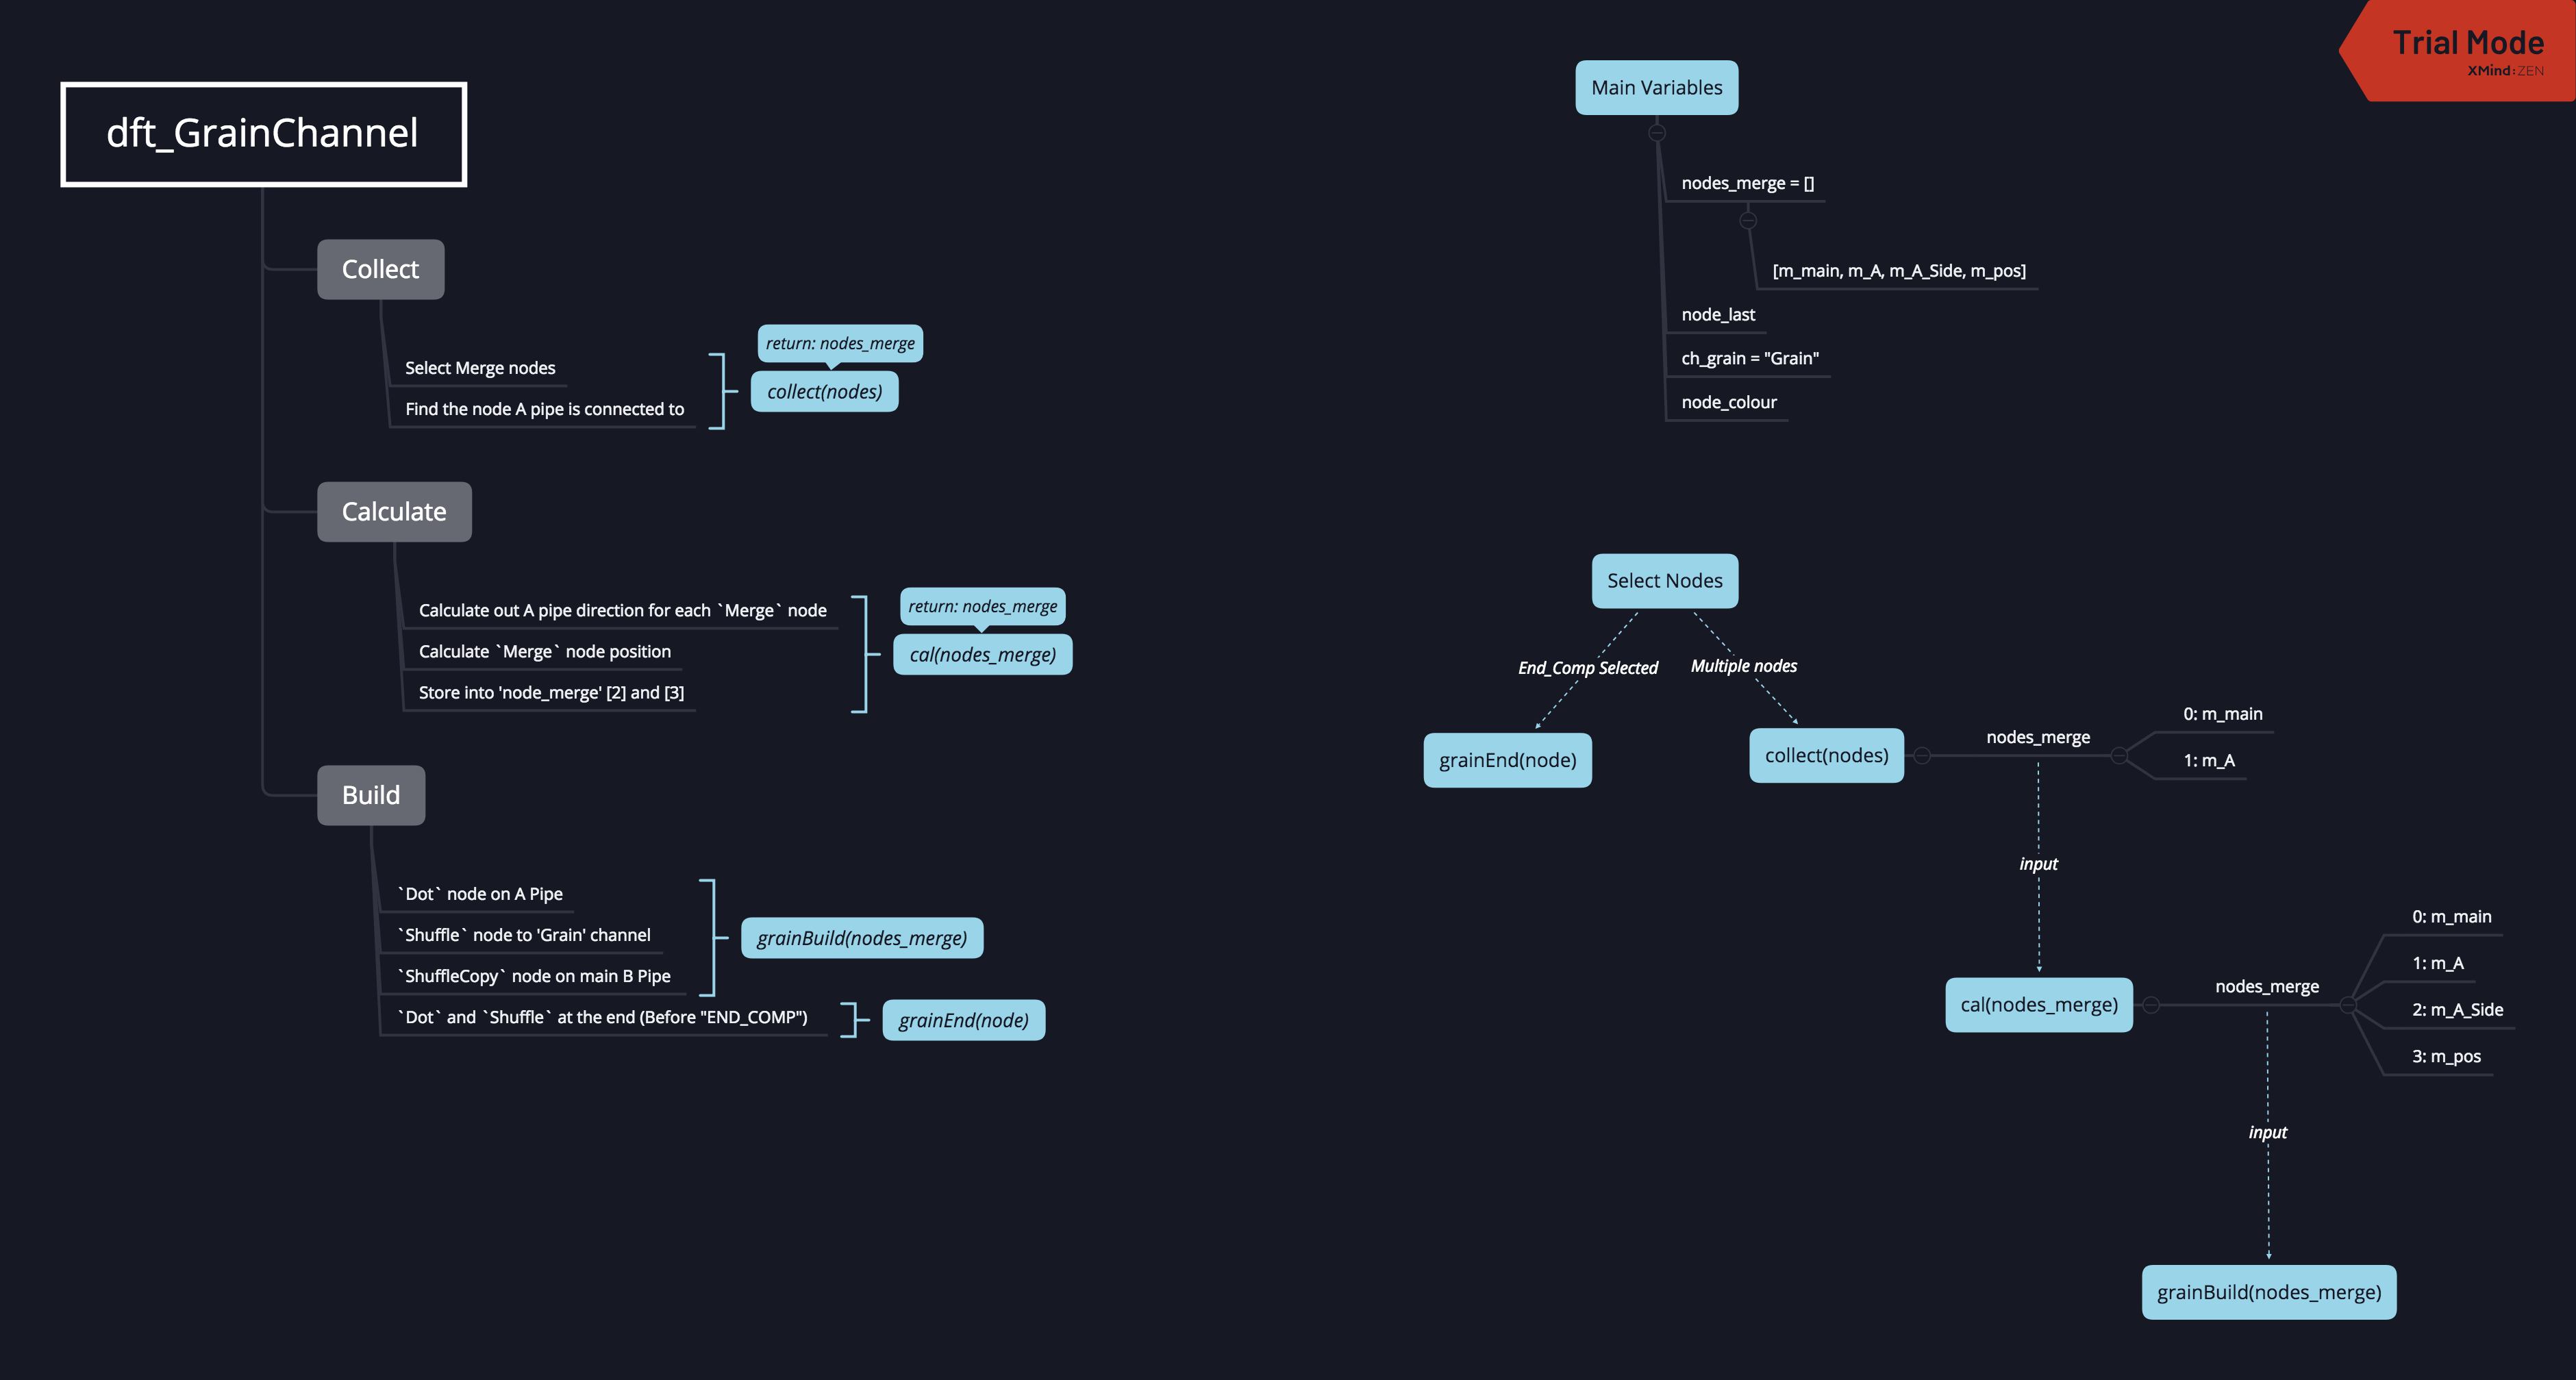 Trial Mode
XMind:ZEN
dft_GrainChannel
Collect
Select Merge nodes
Find the node A pipe is connected to
return: nodes_merge
collect(nodes)
Calculate
Calculate out A pipe direction for each `Merge` node
Calculate `Merge` node position
Store into 'node_merge' [2] and [3]
return: nodes_merge
cal(nodes_merge)
Build
`Dot` node on A Pipe
`Shuffle` node to 'Grain' channel
`ShuffleCopy` node on main B Pipe
grainBuild(nodes_merge)
`Dot` and `Shuffle` at the end (Before "END_COMP")
grainEnd(node)
Main Variables
nodes_merge = []
[m_main, m_A, m_A_Side, m_pos]
node_last
ch_grain = "Grain"
node_colour
Select Nodes
End_Comp Selected
Multiple nodes
grainEnd(node)
collect(nodes)
nodes_merge
0: m_main
1: m_A
input
cal(nodes_merge)
nodes_merge
0: m_main
1: m_A
2: m_A_Side
3: m_pos
input
grainBuild(nodes_merge)